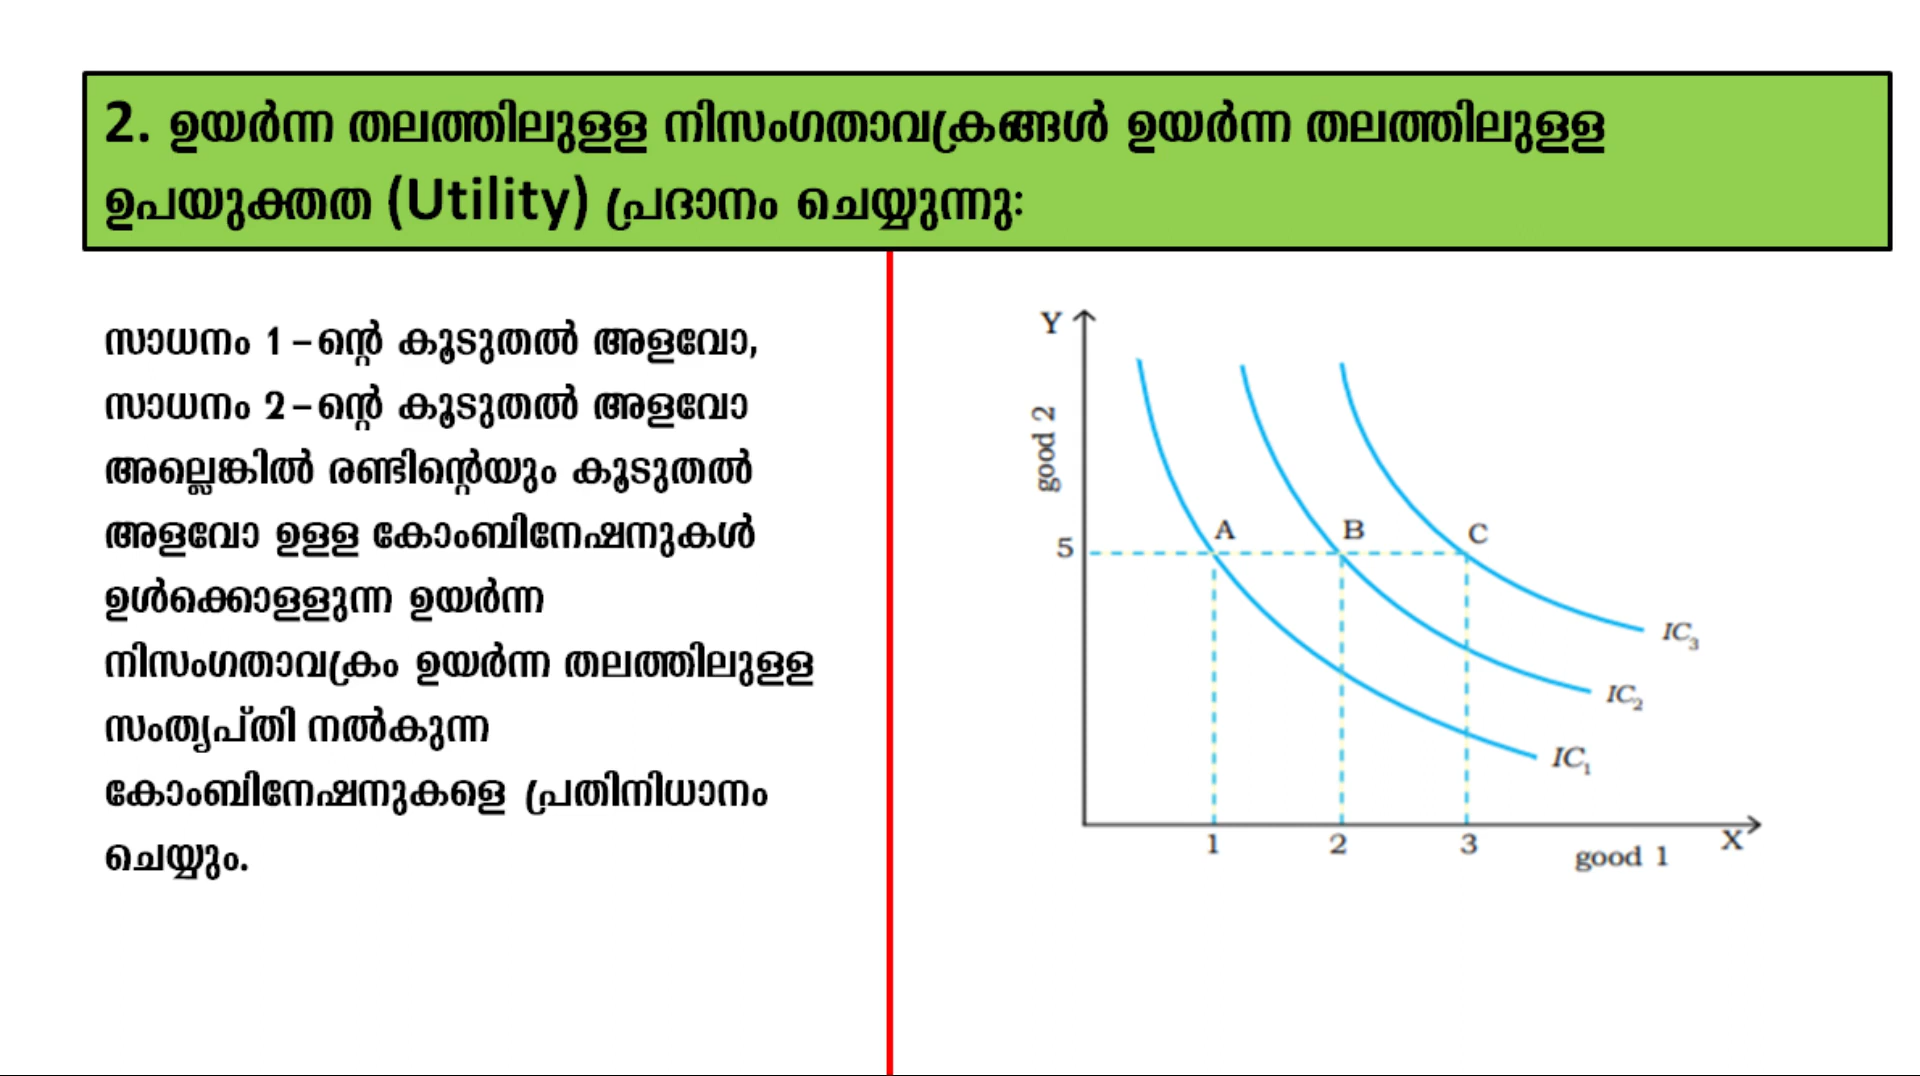 2. ഉയർന്ന തലത്തിലുള്ള നിസംഗതാവക്രങ്ങൾ ഉയർന്ന തലത്തിലുള്ള
ഉപയുക്തത (Utility) പ്രദാനം ചെയ്യുന്നു:
സാധനം 1-ന്റെ കൂടുതൽ അളവോ,
സാധനം 2-ന്റെ കൂടുതൽ അളവോ
അല്ലെങ്കിൽ രണ്ടിന്റെയും കൂടുതൽ
അളവോ ഉള്ള കോംബിനേഷനുകൾ
ഉൾക്കൊള്ളുന്ന ഉയർന്ന
നിസംഗതാവക്രം ഉയർന്ന തലത്തിലുള്ള
സംതൃപ്തി നൽകുന്ന
കോംബിനേഷനുകളെ പ്രതിനിധാനം
ചെയ്യും.
Y
good 2
A B C
5
IC₃
IC₂
IC₁
1 2 3
good 1
X